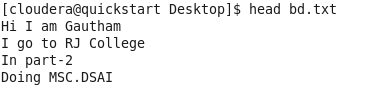 [cloudera@quickstart Desktop]$ head bd.txt
Hi I am Gautham
I go to RJ College
In part-2
Doing MSC.DSAI